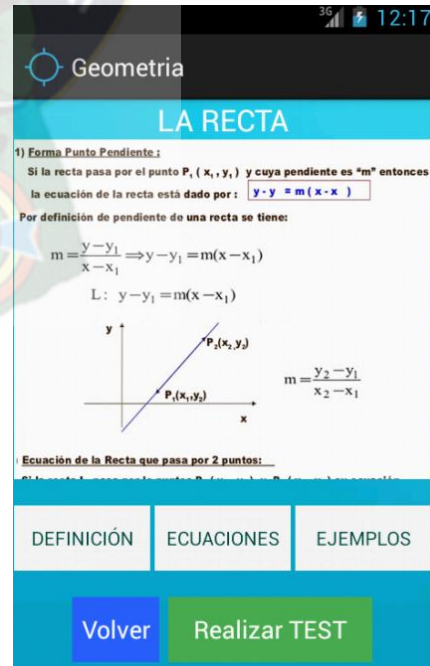 3G 12:17
Geometria
LA RECTA
1) Forma Punto Pendiente :
Si la recta pasa por el punto P₁ ( x₁ , y₁ ) y cuya pendiente es “m” entonces
la ecuación de la recta está dado por : y - y = m ( x - x )
Por definición de pendiente de una recta se tiene:
m = y−y₁ / x−x₁ ⟹ y−y₁ = m(x−x₁)
L : y−y₁ = m(x−x₁)
y
P₂(x₂,y₂)
m = y₂−y₁ / x₂−x₁
P₁(x₁,y₂)
x
Ecuación de la Recta que pasa por 2 puntos:
DEFINICIÓN ECUACIONES EJEMPLOS
Volver Realizar TEST